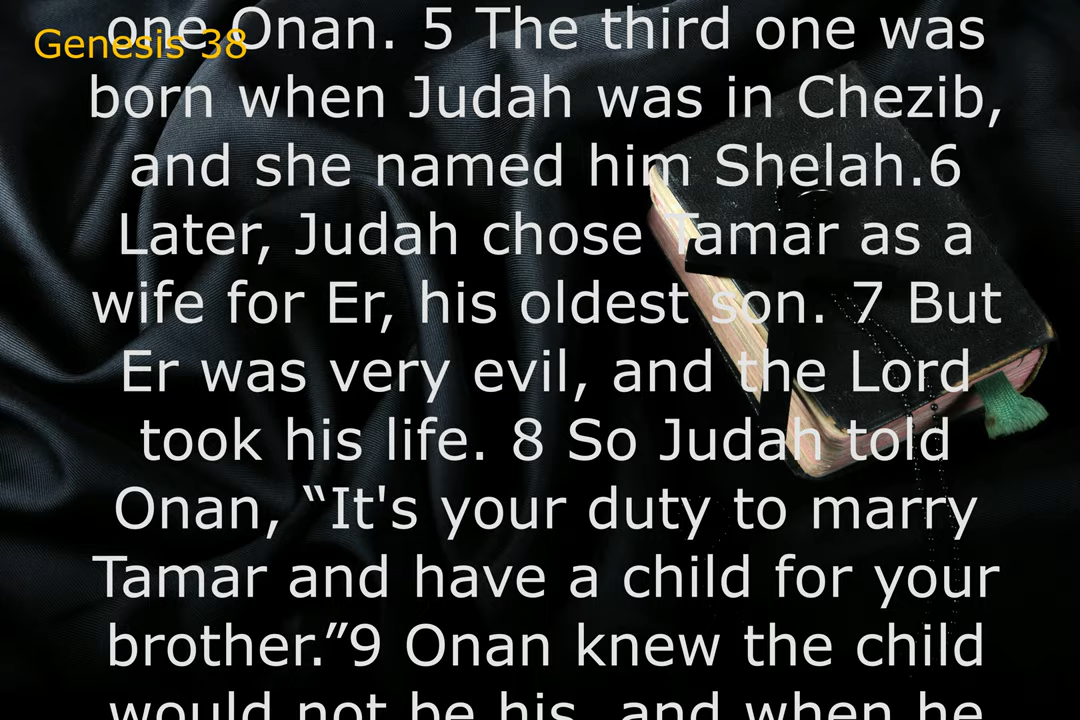 one Onan. 5 The third one was
Genesis 38
born when Judah was in Chezib,
and she named him Shelah.6
Later, Judah chose Tamar as a
wife for Er, his oldest son. 7 But
Er was very evil, and the Lord
took his life. 8 So Judah told
Onan, “It's your duty to marry
Tamar and have a child for your
brother.”9 Onan knew the child
would not be his, and when he